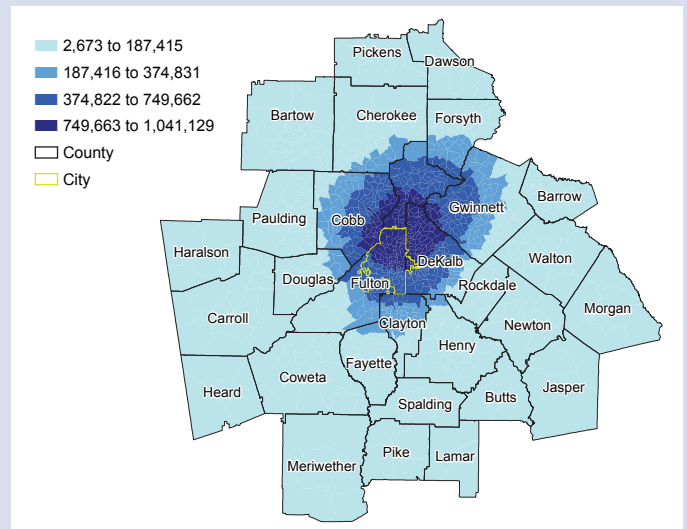 2,673 to 187,415
187,416 to 374,831
374,822 to 749,662
749,663 to 1,041,129
County
City
Pickens
Dawson
Bartow
Cherokee
Forsyth
Cobb
Gwinnett
Barrow
Paulding
Haralson
DeKalb
Walton
Douglas
Fulton
Rockdale
Carroll
Clayton
Newton
Morgan
Henry
Fayette
Heard
Coweta
Jasper
Spalding
Butts
Meriwether
Pike
Lamar